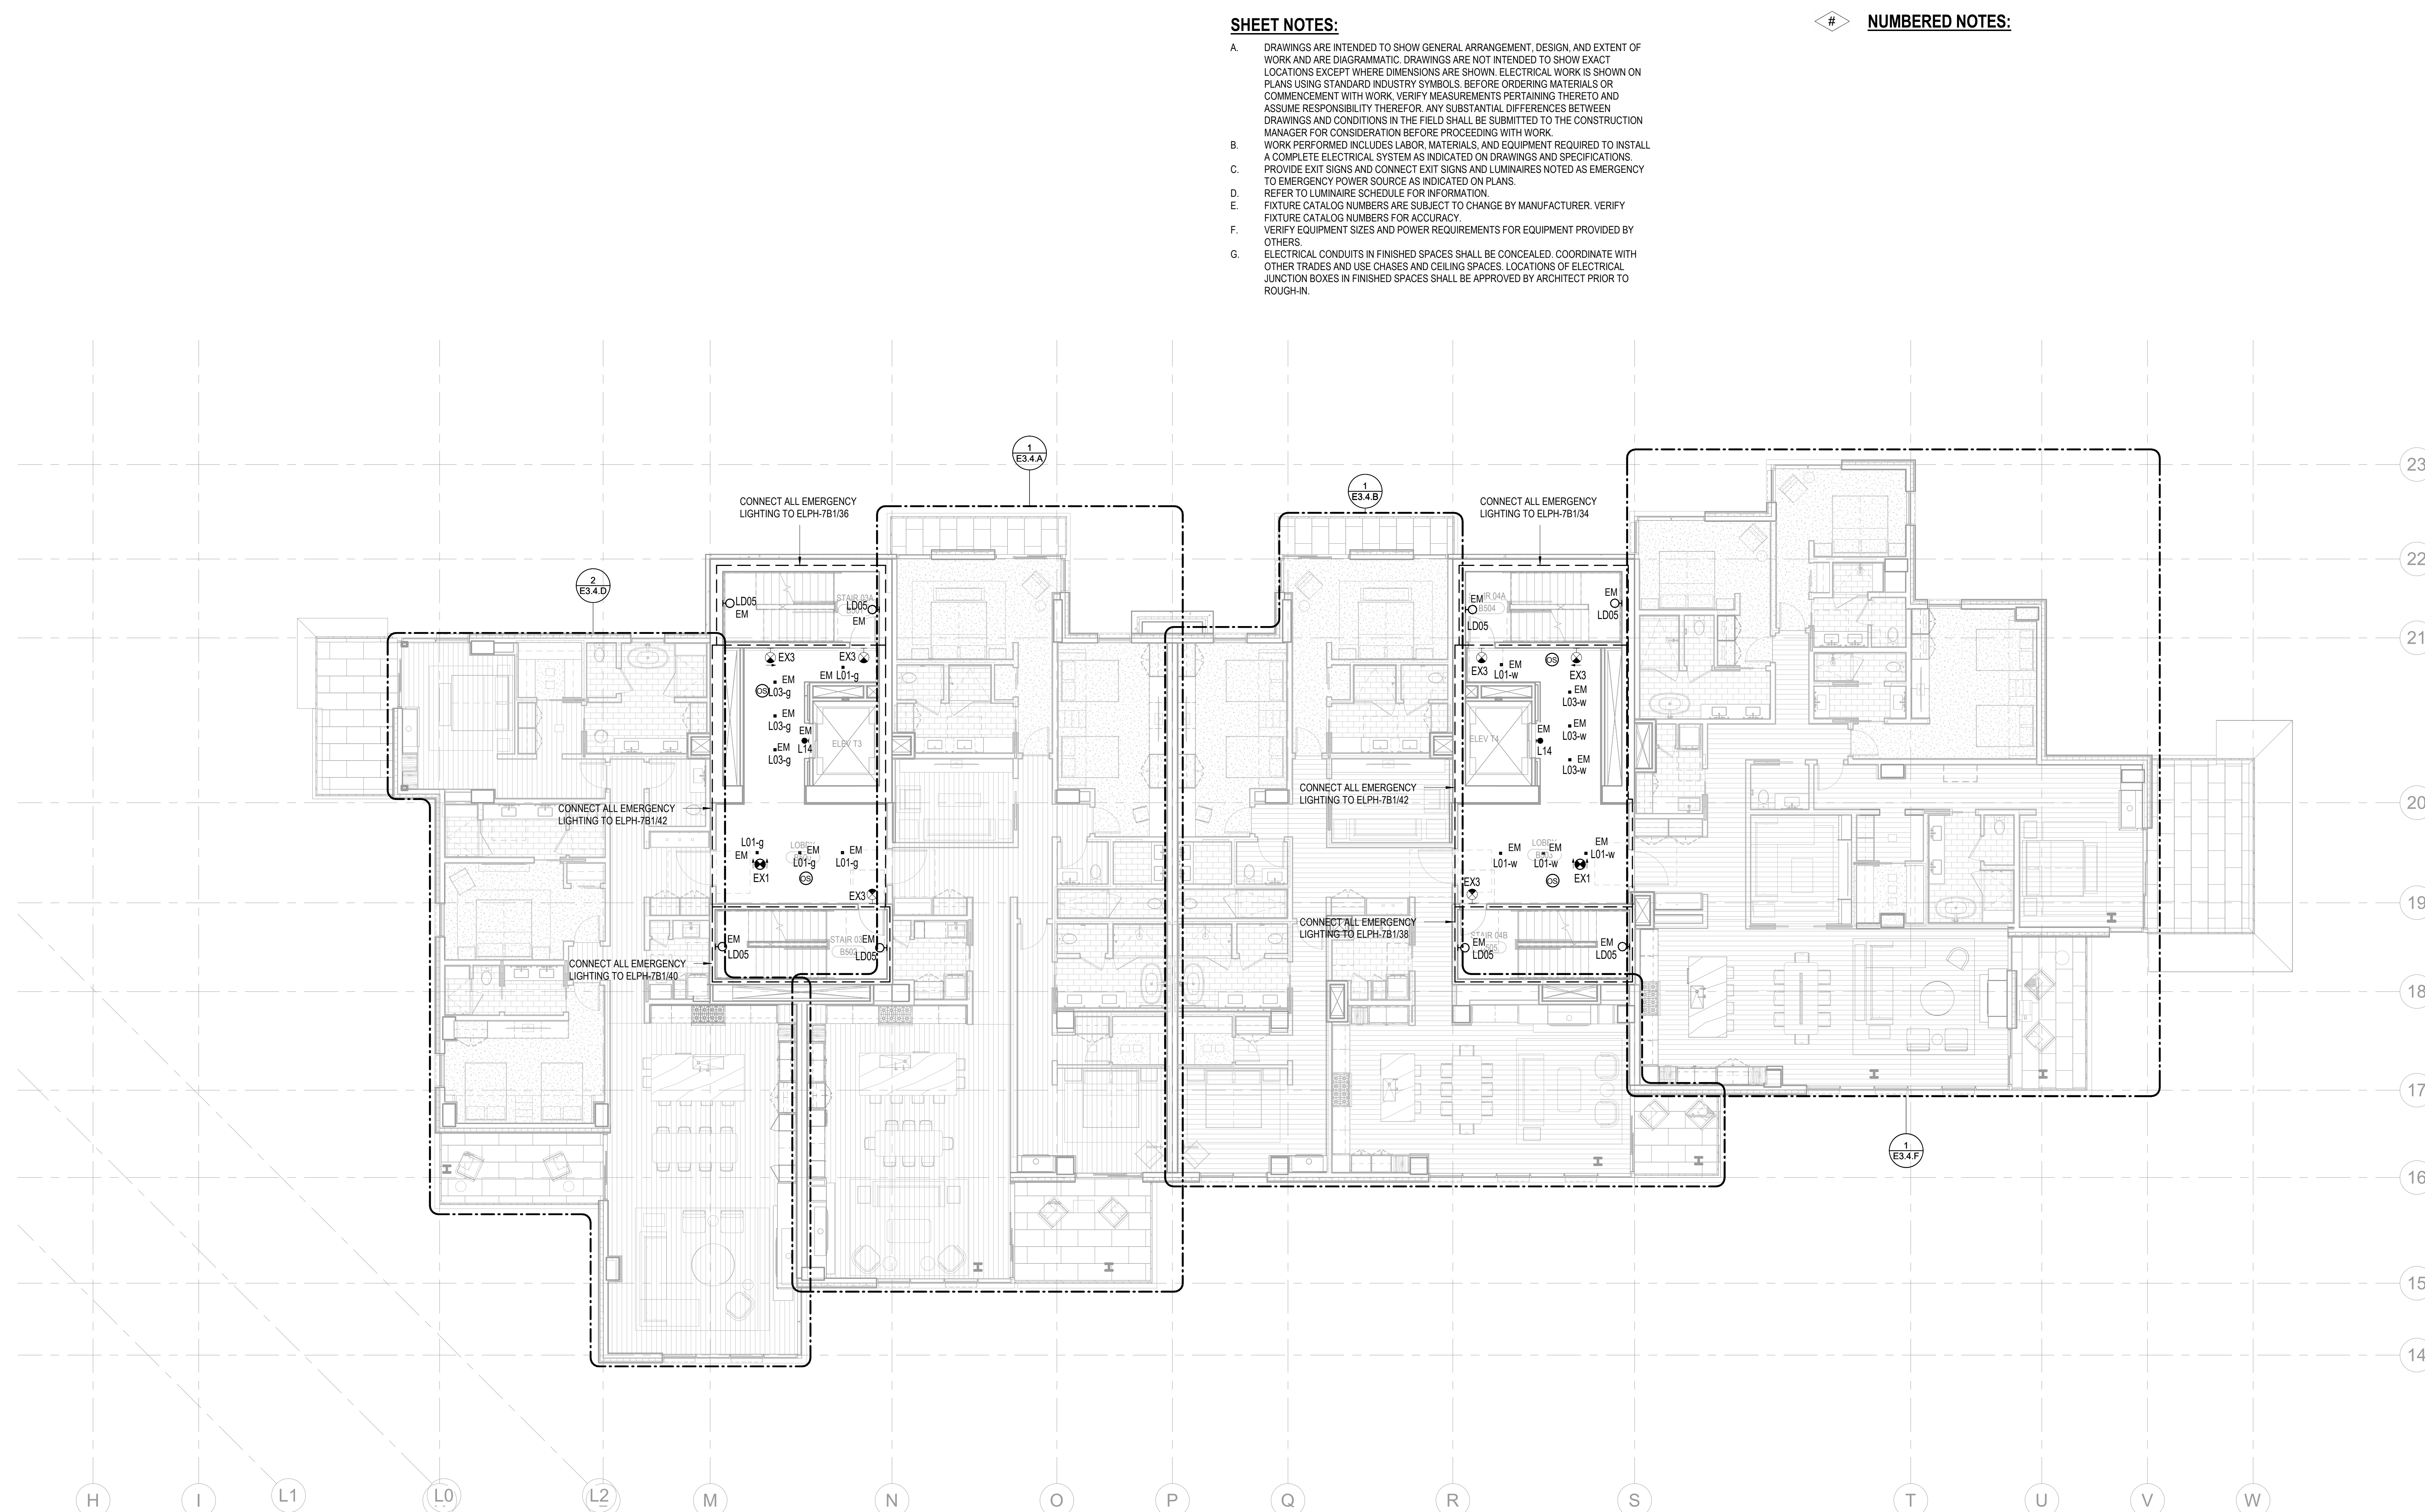 SHEET NOTES:
A. DRAWINGS ARE INTENDED TO SHOW GENERAL ARRANGEMENT, DESIGN, AND EXTENT OF
WORK AND ARE DIAGRAMMATIC. DRAWINGS ARE NOT INTENDED TO SHOW EXACT
LOCATIONS EXCEPT WHERE DIMENSIONS ARE SHOWN. ELECTRICAL WORK IS SHOWN ON
PLANS USING STANDARD INDUSTRY SYMBOLS. BEFORE ORDERING MATERIALS OR
COMMENCEMENT WITH WORK, VERIFY MEASUREMENTS PERTAINING THERETO AND
ASSUME RESPONSIBILITY THEREFOR. ANY SUBSTANTIAL DIFFERENCES BETWEEN
DRAWINGS AND CONDITIONS IN THE FIELD SHALL BE SUBMITTED TO THE CONSTRUCTION
MANAGER FOR CONSIDERATION BEFORE PROCEEDING WITH WORK.
B. WORK PERFORMED INCLUDES LABOR, MATERIALS, AND EQUIPMENT REQUIRED TO INSTALL
A COMPLETE ELECTRICAL SYSTEM AS INDICATED ON DRAWINGS AND SPECIFICATIONS.
C. PROVIDE EXIT SIGNS AND CONNECT EXIT SIGNS AND LUMINAIRES NOTED AS EMERGENCY
TO EMERGENCY POWER SOURCE AS INDICATED ON PLANS.
D. REFER TO LUMINAIRE SCHEDULE FOR INFORMATION.
E. FIXTURE CATALOG NUMBERS ARE SUBJECT TO CHANGE BY MANUFACTURER. VERIFY
FIXTURE CATALOG NUMBERS FOR ACCURACY.
F. VERIFY EQUIPMENT SIZES AND POWER REQUIREMENTS FOR EQUIPMENT PROVIDED BY
OTHERS.
G. ELECTRICAL CONDUITS IN FINISHED SPACES SHALL BE CONCEALED. COORDINATE WITH
OTHER TRADES AND USE CHASES AND CEILING SPACES. LOCATIONS OF ELECTRICAL
JUNCTION BOXES IN FINISHED SPACES SHALL BE APPROVED BY ARCHITECT PRIOR TO
ROUGH-IN.
# NUMBERED NOTES:
1
E3.4.A
1
E3.4.B
2
E3.4.D
1
E3.4.F
CONNECT ALL EMERGENCY
LIGHTING TO ELPH-7B1/36
CONNECT ALL EMERGENCY
LIGHTING TO ELPH-7B1/34
LD05
EM
STAIR 03A
LD05
EM
EX3
EX3
EM
L01-g
EM
OS
EM
L03-g
EM
L03-g
EM
L03-g
EM
L14
ELEV T3
CONNECT ALL EMERGENCY
LIGHTING TO ELPH-7B1/42
L01-g
EM
EX1
EM
L01-g
OS
EM
L01-g
EX3
EM
LD05
EM
LD05
B502
CONNECT ALL EMERGENCY
LIGHTING TO ELPH-7B1/40
EM
LD05
B504
EM
LD05
EX3
EM
L01-w
OS
EX3
EM
L03-w
EM
L03-w
EM
L03-w
EM
L14
ELEV T4
CONNECT ALL EMERGENCY
LIGHTING TO ELPH-7B1/42
EM
L01-w
EM
L01-w
EM
L01-w
OS
EX1
EX3
CONNECT ALL EMERGENCY
LIGHTING TO ELPH-7B1/38
STAIR 04B
EM
LD05
EM
LD05
23
22
21
20
19
18
17
16
15
14
H
I
L1
L0
L2
M
N
O
P
Q
R
S
T
U
V
W